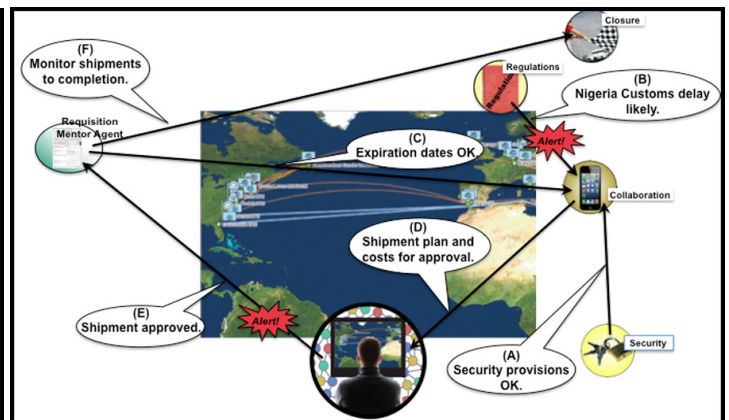 Closure
(F)
Monitor shipments
to completion.
Regulations
Regulation
(B)
Nigeria Customs delay
likely.
Requisition
Mentor Agent
(C)
Expiration dates OK
Alert!
Collaboration
(D)
Shipment plan and
costs for approval.
(E)
Shipment approved.
Alert!
Security
(A)
Security provisions
OK.